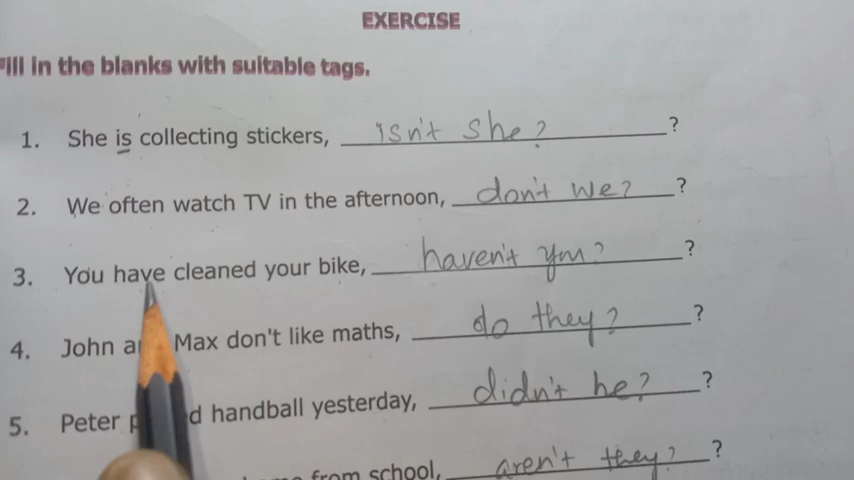 EXERCISE
ill in the blanks with suitable tags.
1. She is collecting stickers, isn't she? ?
2. We often watch TV in the afternoon, don't we? ?
3. You have cleaned your bike, haven't you? ?
4. John Max don't like maths, do they? ?
5. Peter handball yesterday, didn't he? ?
from school, aren't they? ?